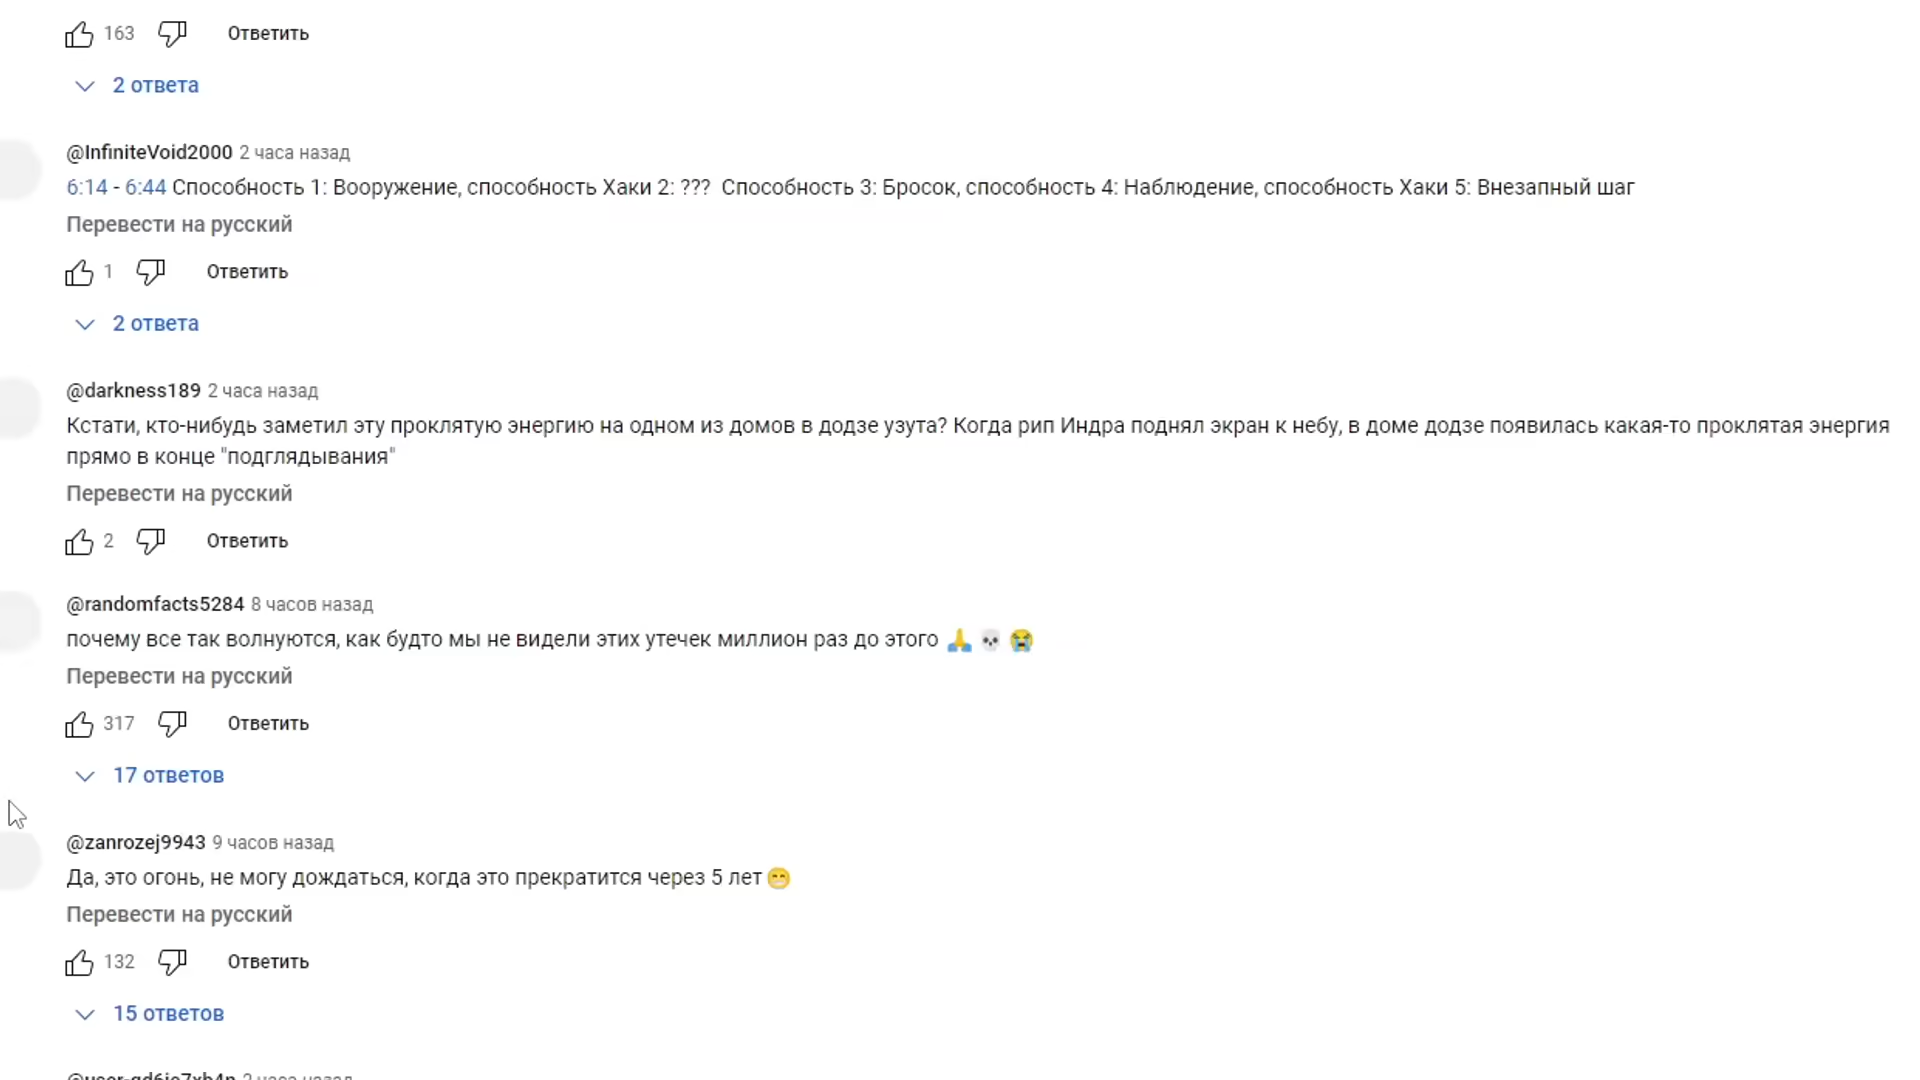 163 Ответить
2 ответа
@InfiniteVoid2000 2 часа назад
6:14 - 6:44 Способность 1: Вооружение, способность Хаки 2: ??? Способность 3: Бросок, способность 4: Наблюдение, способность Хаки 5: Внезапный шаг
Перевести на русский
1 Ответить
2 ответа
@darkness189 2 часа назад
Кстати, кто-нибудь заметил эту проклятую энергию на одном из домов в додзе узута? Когда рип Индра поднял экран к небу, в доме додзе появилась какая-то проклятая энергия
прямо в конце "подглядывания"
Перевести на русский
2 Ответить
@randomfacts5284 8 часов назад
почему все так волнуются, как будто мы не видели этих утечек миллион раз до этого 🙏 💀 😭
Перевести на русский
317 Ответить
17 ответов
@zanrozej9943 9 часов назад
Да, это огонь, не могу дождаться, когда это прекратится через 5 лет 😁
Перевести на русский
132 Ответить
15 ответов
2 часа назад